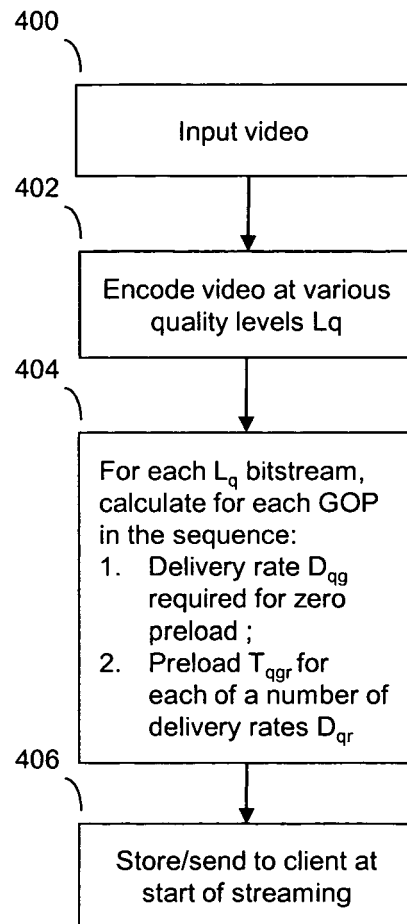 400
Input video
402
Encode video at various
quality levels Lq
404
For each Lq bitstream,
calculate for each GOP
in the sequence:
1. Delivery rate Dqg
required for zero
preload ;
2. Preload Tqgr for
each of a number of
delivery rates Dqr
406
Store/send to client at
start of streaming